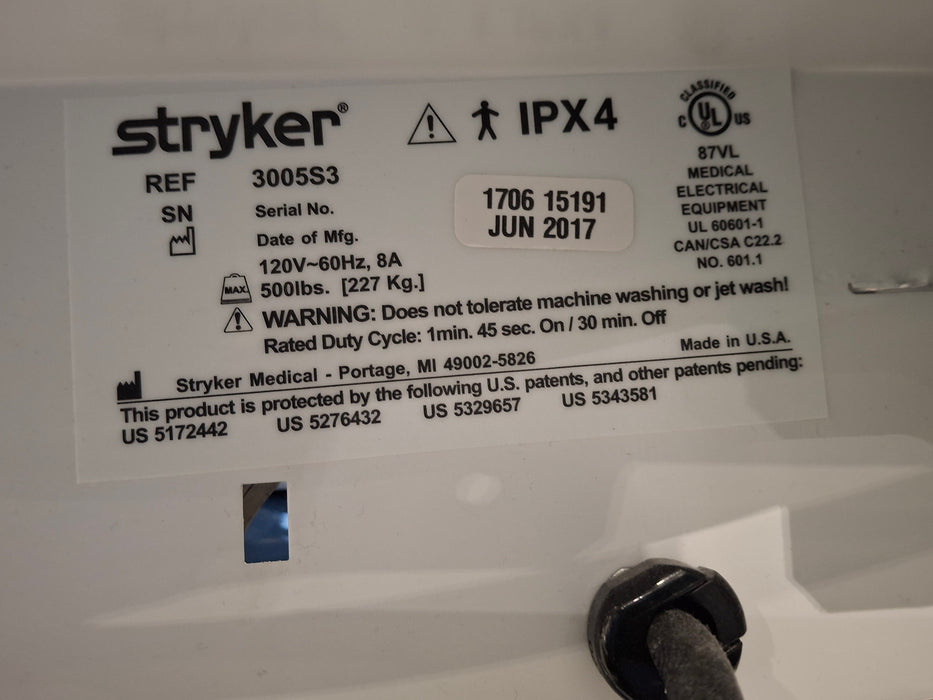 stryker®
IPX4
CLASSIFIED
C UL US
87VL
MEDICAL
ELECTRICAL
EQUIPMENT
UL 60601-1
CAN/CSA C22.2
NO. 601.1
REF 3005S3
SN Serial No.
Date of Mfg.
1706 15191
JUN 2017
120V~60Hz, 8A
MAX 500lbs. [227 Kg.]
WARNING: Does not tolerate machine washing or jet wash!
Rated Duty Cycle: 1min. 45 sec. On / 30 min. Off
Stryker Medical - Portage, MI 49002-5826 Made in U.S.A.
This product is protected by the following U.S. patents, and other patents pending:
US 5172442 US 5276432 US 5329657 US 5343581